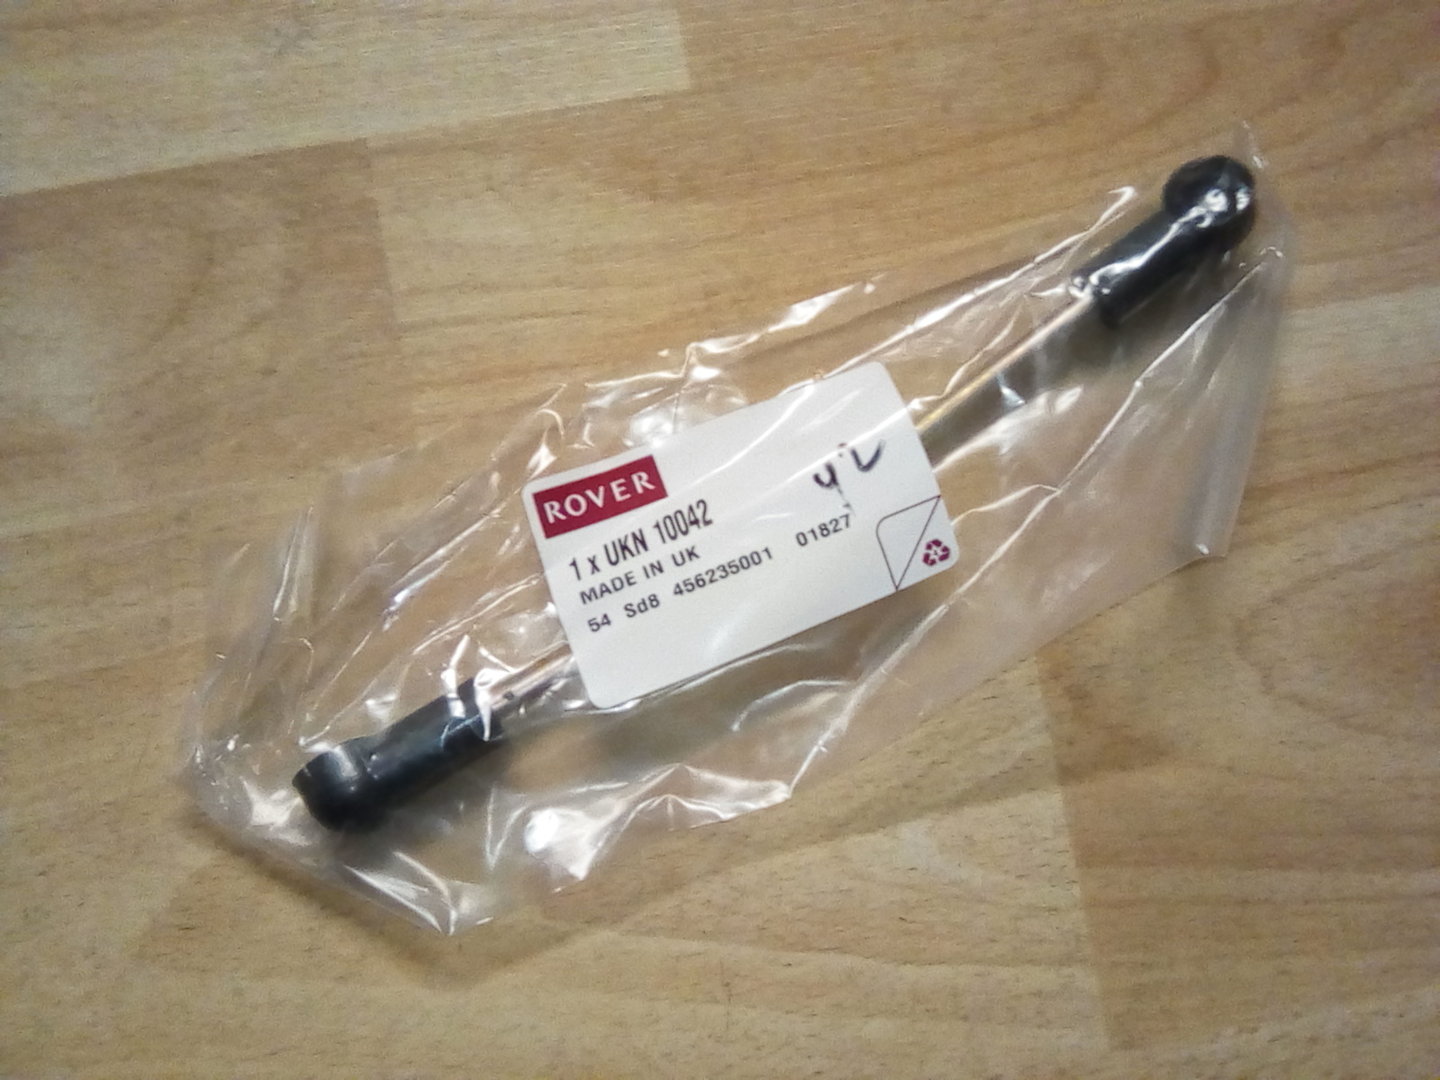 ROVER
1 x UKN 10042
MADE IN UK
54 Sd8 456235001 01827